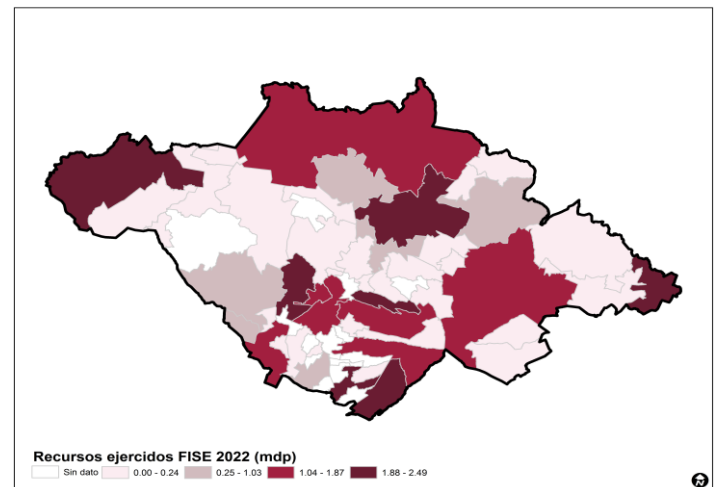 Recursos ejercidos FISE 2022 (mdp)
Sin dato 0.00 - 0.24 0.25 - 1.03 1.04 - 1.87 1.88 - 2.49